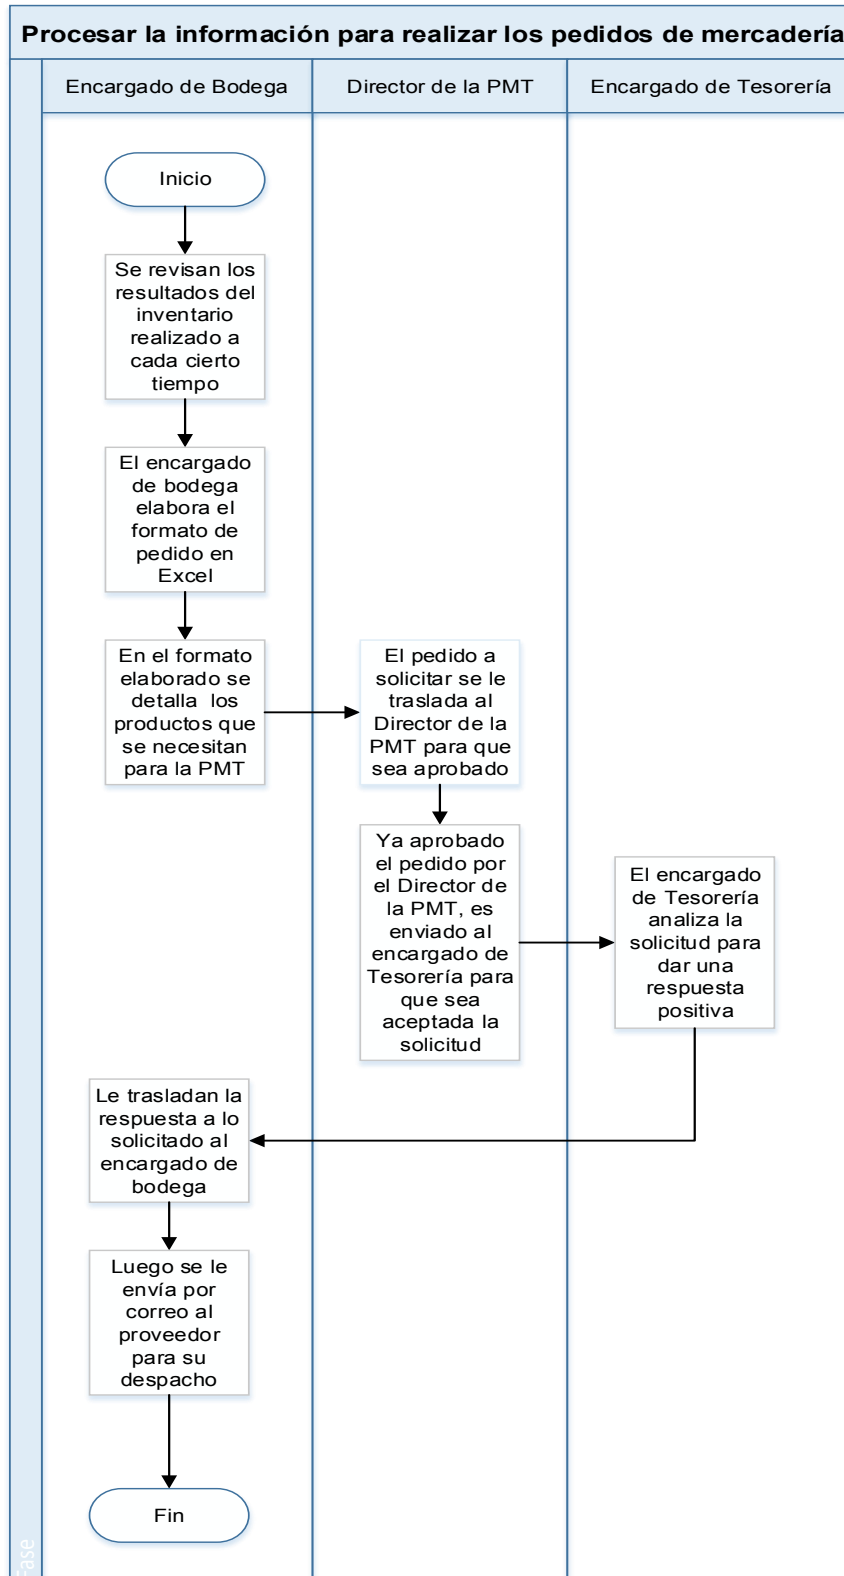 Procesar la información para realizar los pedidos de mercadería
Encargado de Bodega
Director de la PMT
Encargado de Tesorería
Inicio
Se revisan los
resultados del
inventario
realizado a
cada cierto
tiempo
El encargado
de bodega
elabora el
formato de
pedido en
Excel
En el formato
elaborado se
detalla  los
productos que
se necesitan
para la PMT
El pedido a
solicitar se le
traslada al
Director de la
PMT para que
sea aprobado
Ya aprobado
el pedido por
el Director de
la PMT, es
enviado al
encargado de
Tesorería para
que sea
aceptada la
solicitud
El encargado
de Tesorería
analiza la
solicitud para
dar una
respuesta
positiva
Le trasladan la
respuesta a lo
solicitado al
encargado de
bodega
Luego se le
envía por
correo al
proveedor
para su
despacho
Fin
Fase